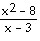 x² − 8
x − 3